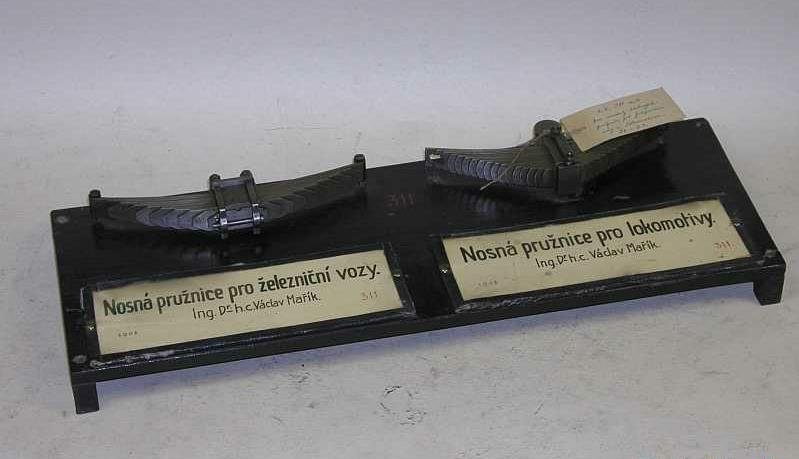 311
Nosná pružnice pro železniční vozy.
Ing. Dr. h.c. Václav Mařík.
311
Nosná pružnice pro lokomotivy.
Ing. Dr. h.c. Václav Mařík.
311.